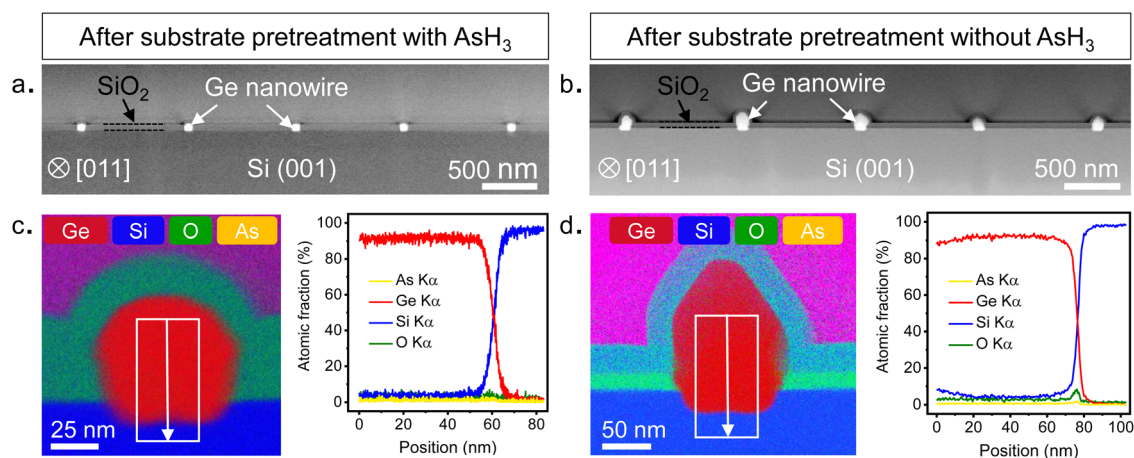 After substrate pretreatment with AsH₃
After substrate pretreatment without AsH₃
a.
SiO₂
Ge nanowire
⊗ [011]
Si (001)
500 nm
b.
SiO₂
Ge nanowire
⊗ [011]
Si (001)
500 nm
c.
Ge Si O As
25 nm
Atomic fraction (%)
100
80
60
40
20
0
As Kα
Ge Kα
Si Kα
O Kα
0 20 40 60 80
Position (nm)
d.
Ge Si O As
50 nm
Atomic fraction (%)
100
80
60
40
20
0
As Kα
Ge Kα
Si Kα
O Kα
0 20 40 60 80 100
Position (nm)